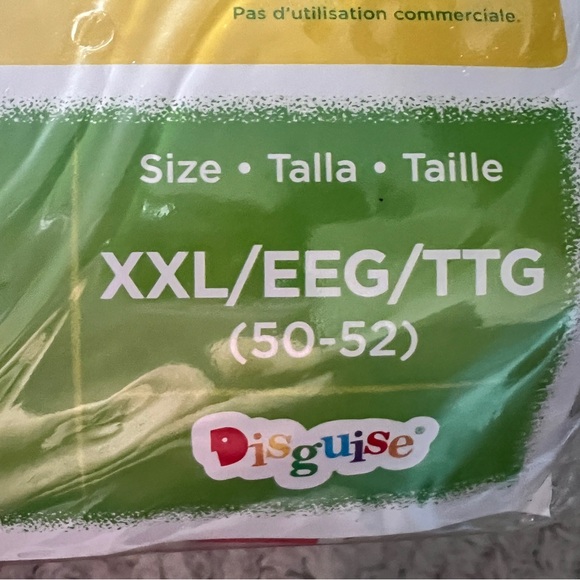 Pas d'utilisation commerciale.
Size • Talla • Taille
XXL/EEG/TTG
(50-52)
Disguise®